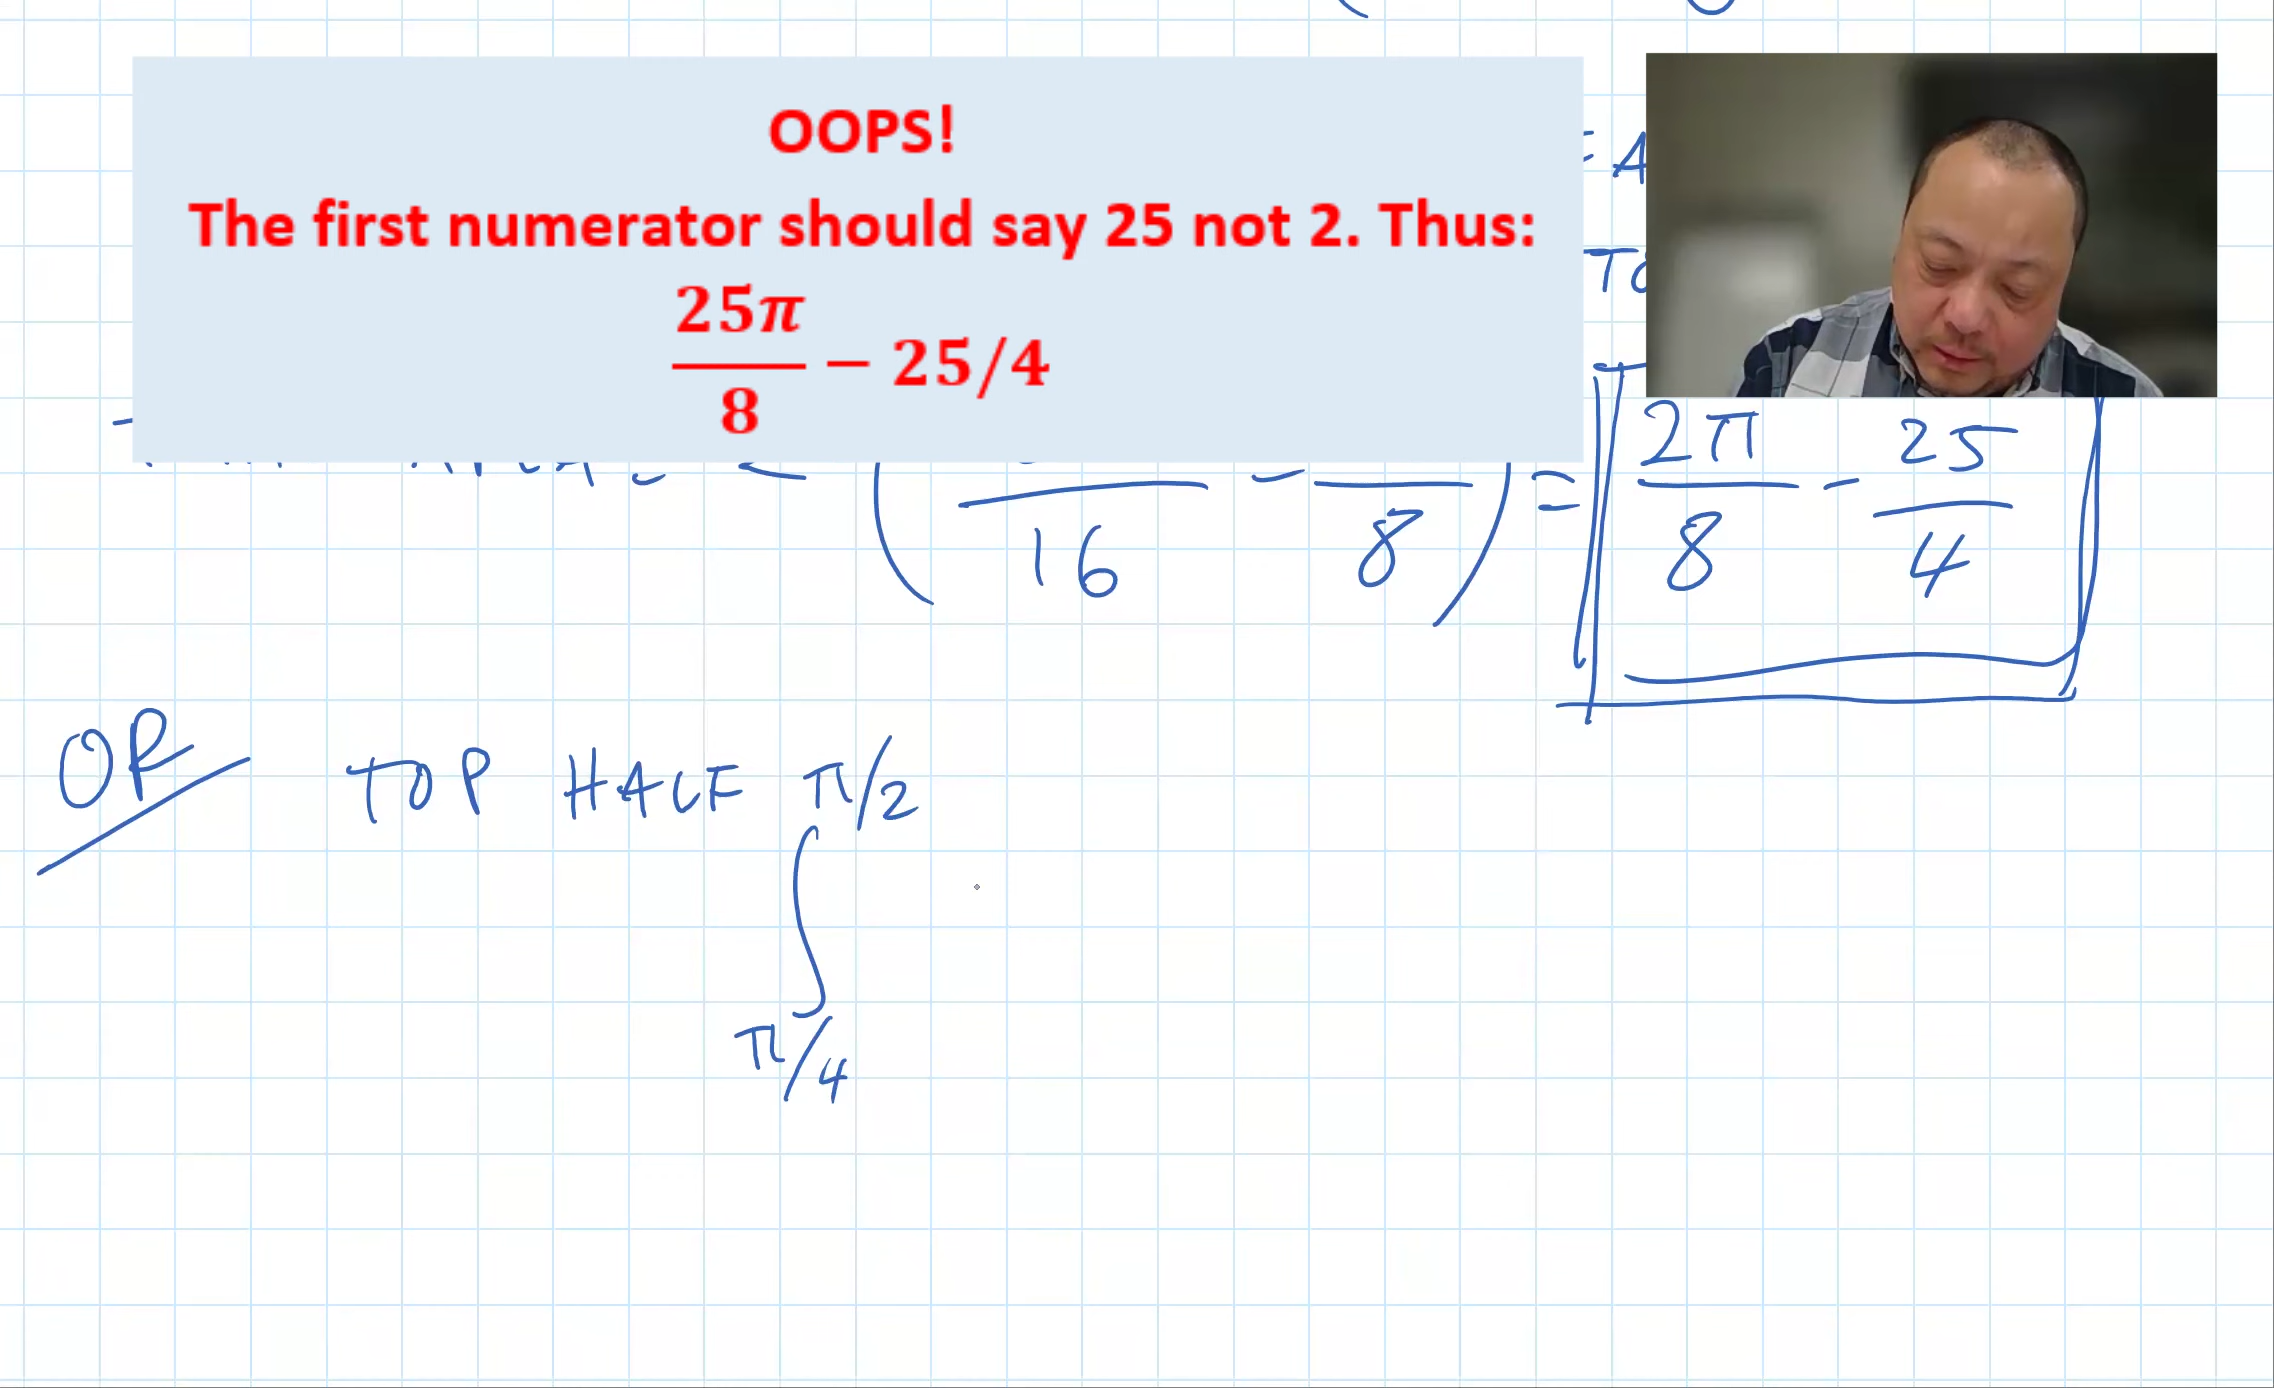 OOPS!
The first numerator should say 25 not 2. Thus:
25π/8 − 25/4
( /16 − /8 ) = 2π/8 − 25/4
OR TOP HALF π/2
∫
π/4